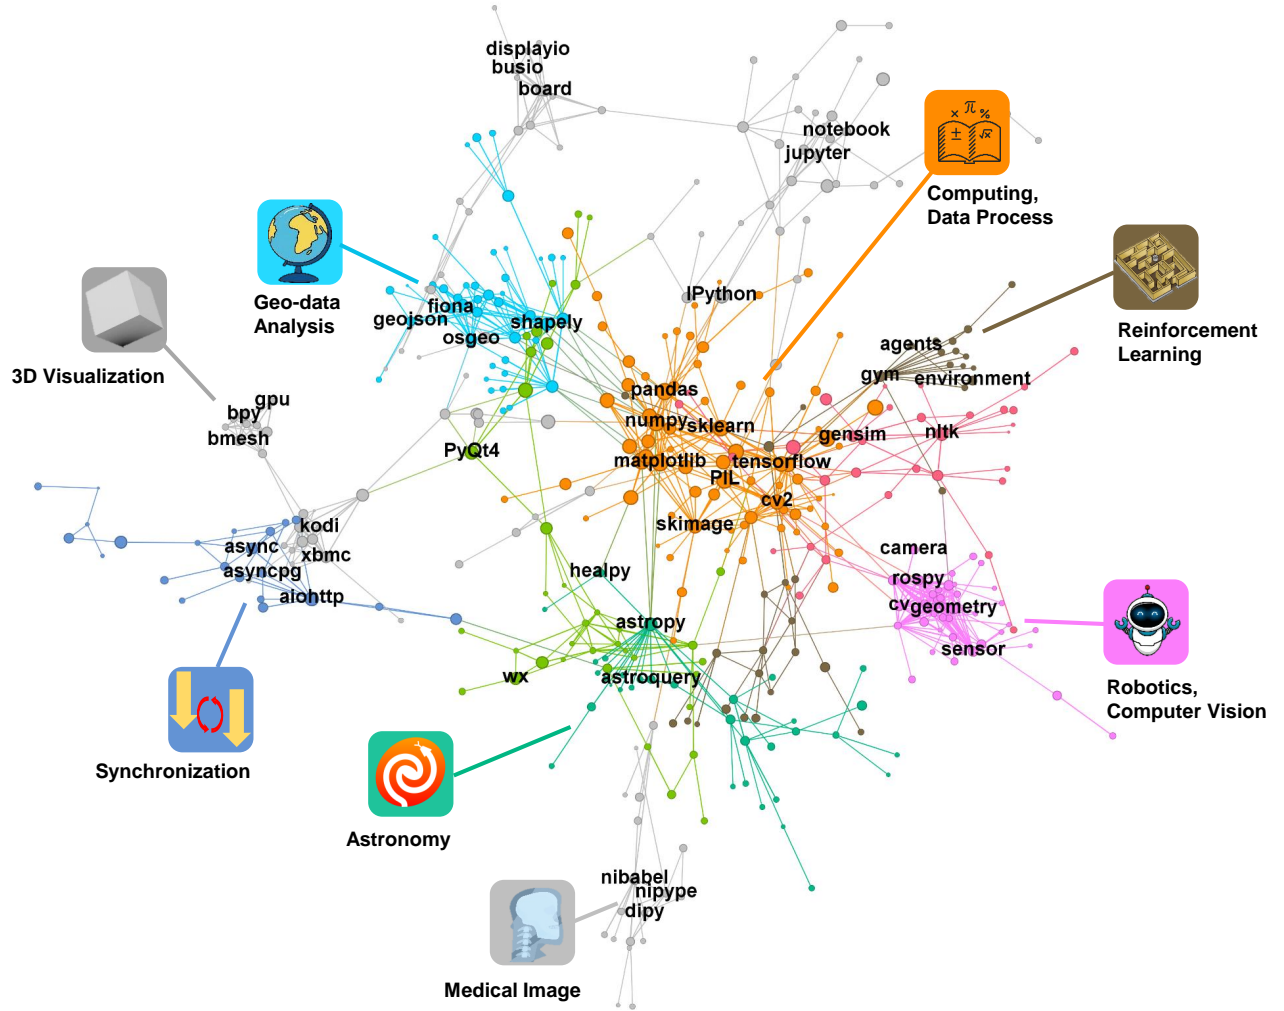 displayio
busio
board
notebook
jupyter
× π %
± √x
Computing,
Data Process
Geo-data
Analysis
fiona
geojson
shapely
osgeo
IPython
Reinforcement
Learning
agents
gym
environment
3D Visualization
gpu
bpy
bmesh
pandas
numpy
sklearn
gensim
nltk
PyQt4
matplotlib
tensorflow
PIL
cv2
skimage
kodi
async
xbmc
asyncpg
aiohttp
camera
rospy
cv
geometry
sensor
healpy
astropy
wx
astroquery
Robotics,
Computer Vision
Synchronization
Astronomy
nibabel
nipype
dipy
Medical Image